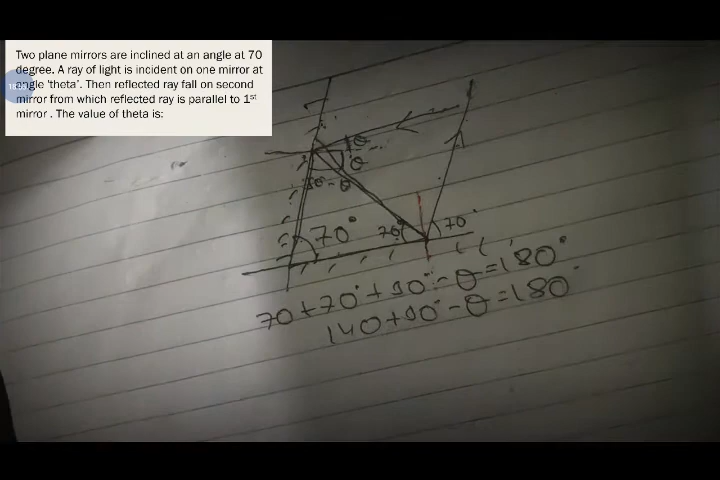 Two plane mirrors are inclined at an angle at 70
degree. A ray of light is incident on one mirror at
angle ‘theta’. Then reflected ray fall on second
mirror from which reflected ray is parallel to 1st
mirror . The value of theta is:
θ
θ
90 - θ
70°
70°
70°
70 + 70° + 90° - θ = 180°
140 + 90° - θ = 180°